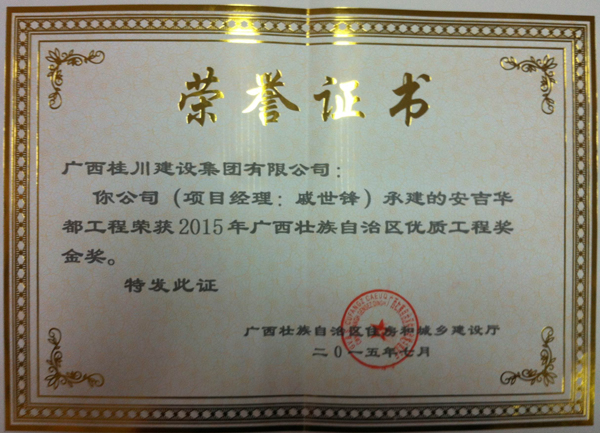 荣誉证书
广西桂川建设集团有限公司：
你公司（项目经理：戚世锋）承建的安吉华
都工程荣获2015年广西壮族自治区优质工程奖
金奖。
特发此证
广西壮族自治区住房和城乡建设厅
二0一五年七月